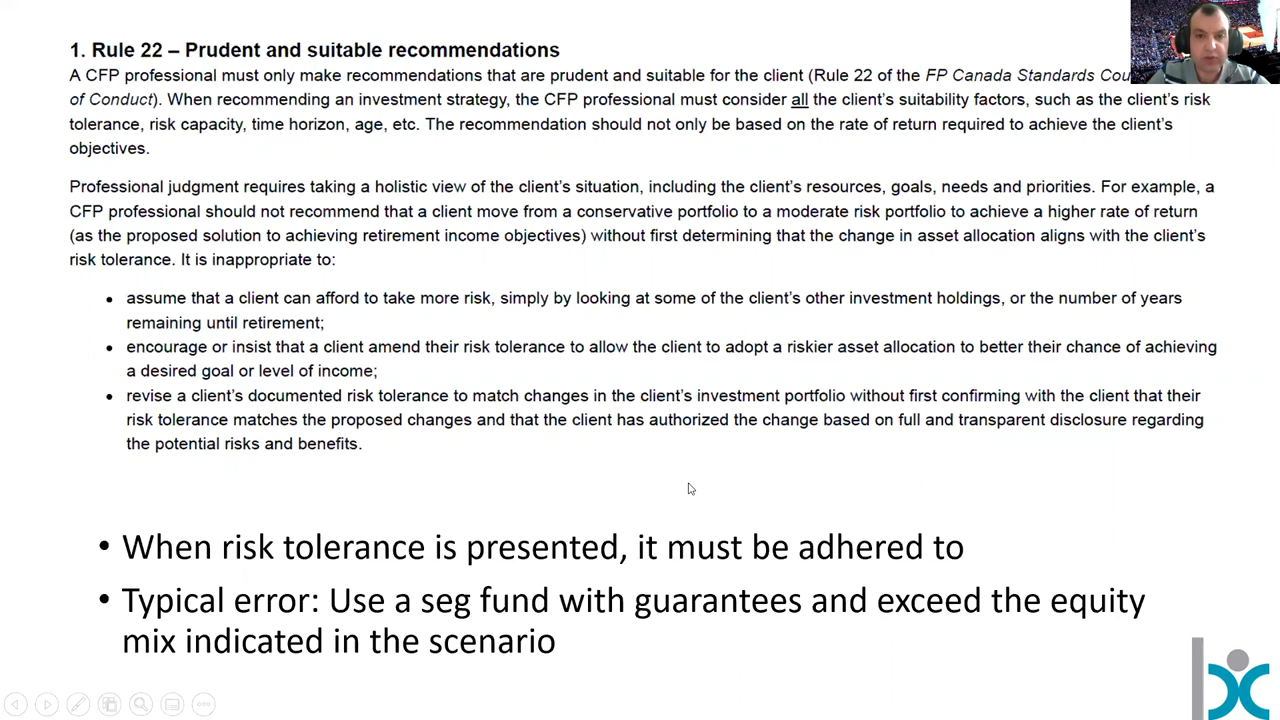 1. Rule 22 – Prudent and suitable recommendations
A CFP professional must only make recommendations that are prudent and suitable for the client (Rule 22 of the FP Canada Standards Cou
of Conduct). When recommending an investment strategy, the CFP professional must consider all the client's suitability factors, such as the client's risk
tolerance, risk capacity, time horizon, age, etc. The recommendation should not only be based on the rate of return required to achieve the client's
objectives.
Professional judgment requires taking a holistic view of the client's situation, including the client's resources, goals, needs and priorities. For example, a
CFP professional should not recommend that a client move from a conservative portfolio to a moderate risk portfolio to achieve a higher rate of return
(as the proposed solution to achieving retirement income objectives) without first determining that the change in asset allocation aligns with the client's
risk tolerance. It is inappropriate to:
• assume that a client can afford to take more risk, simply by looking at some of the client's other investment holdings, or the number of years
remaining until retirement;
• encourage or insist that a client amend their risk tolerance to allow the client to adopt a riskier asset allocation to better their chance of achieving
a desired goal or level of income;
• revise a client's documented risk tolerance to match changes in the client's investment portfolio without first confirming with the client that their
risk tolerance matches the proposed changes and that the client has authorized the change based on full and transparent disclosure regarding
the potential risks and benefits.
• When risk tolerance is presented, it must be adhered to
• Typical error: Use a seg fund with guarantees and exceed the equity
mix indicated in the scenario